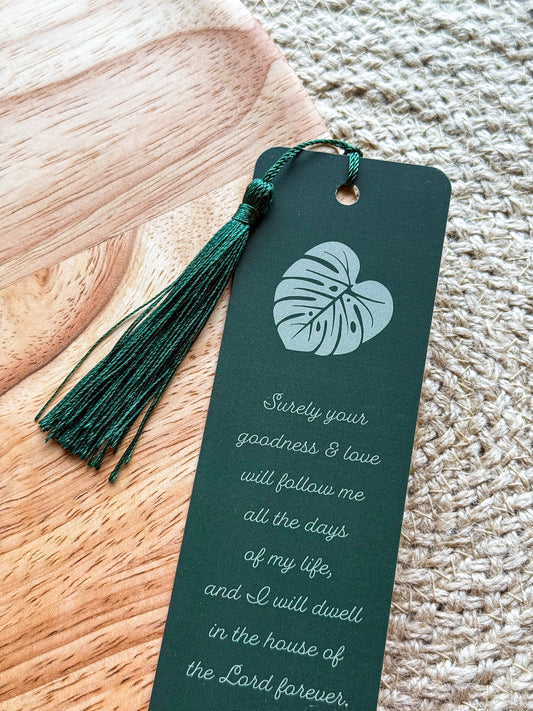 Surely your
goodness & love
will follow me
all the days
of my life,
and I will dwell
in the house of
the Lord forever.